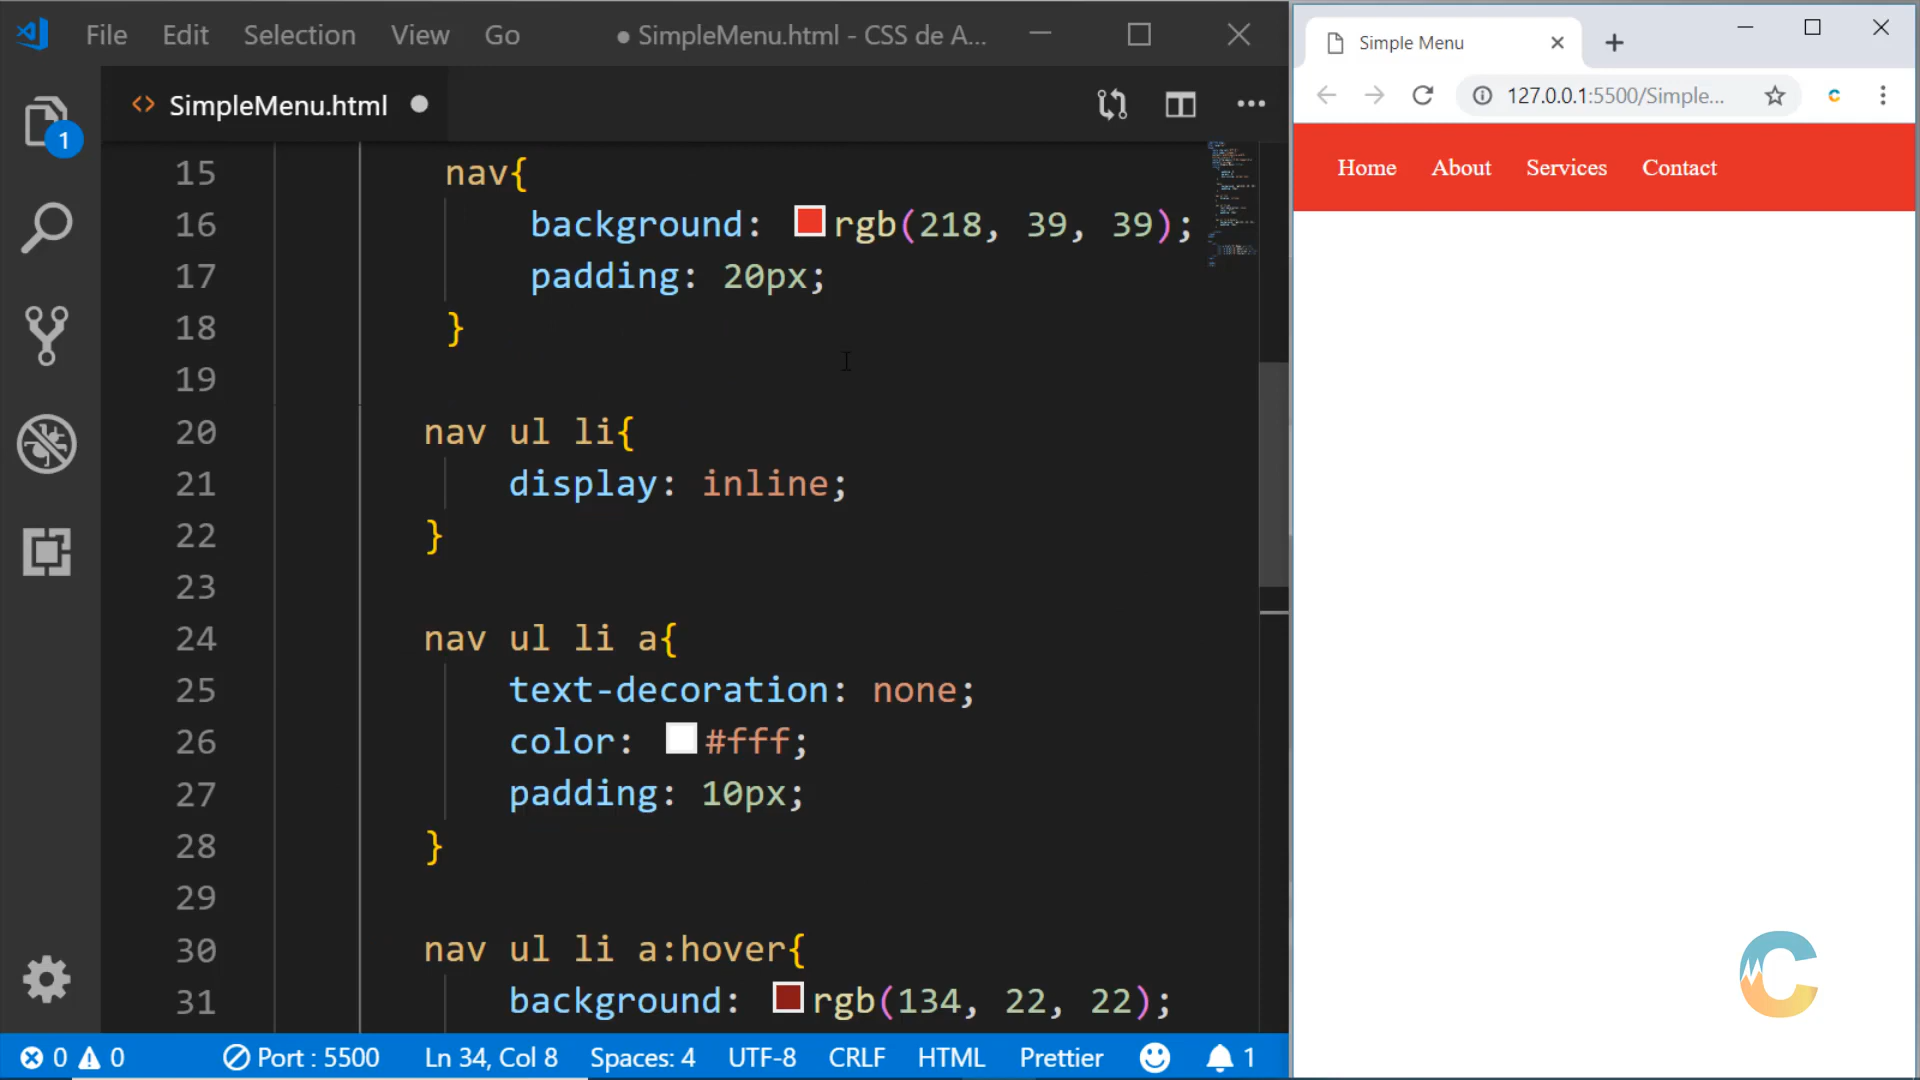 File Edit Selection View Go ● SimpleMenu.html - CSS de A...
<> SimpleMenu.html ●
1
15 nav{
16 background: rgb(218, 39, 39);
17 padding: 20px;
18 }
19
20 nav ul li{
21 display: inline;
22 }
23
24 nav ul li a{
25 text-decoration: none;
26 color: #fff;
27 padding: 10px;
28 }
29
30 nav ul li a:hover{
31 background: rgb(134, 22, 22);
0 0 Port : 5500 Ln 34, Col 8 Spaces: 4 UTF-8 CRLF HTML Prettier 1
Simple Menu
127.0.0.1:5500/Simple...
Home About Services Contact
C